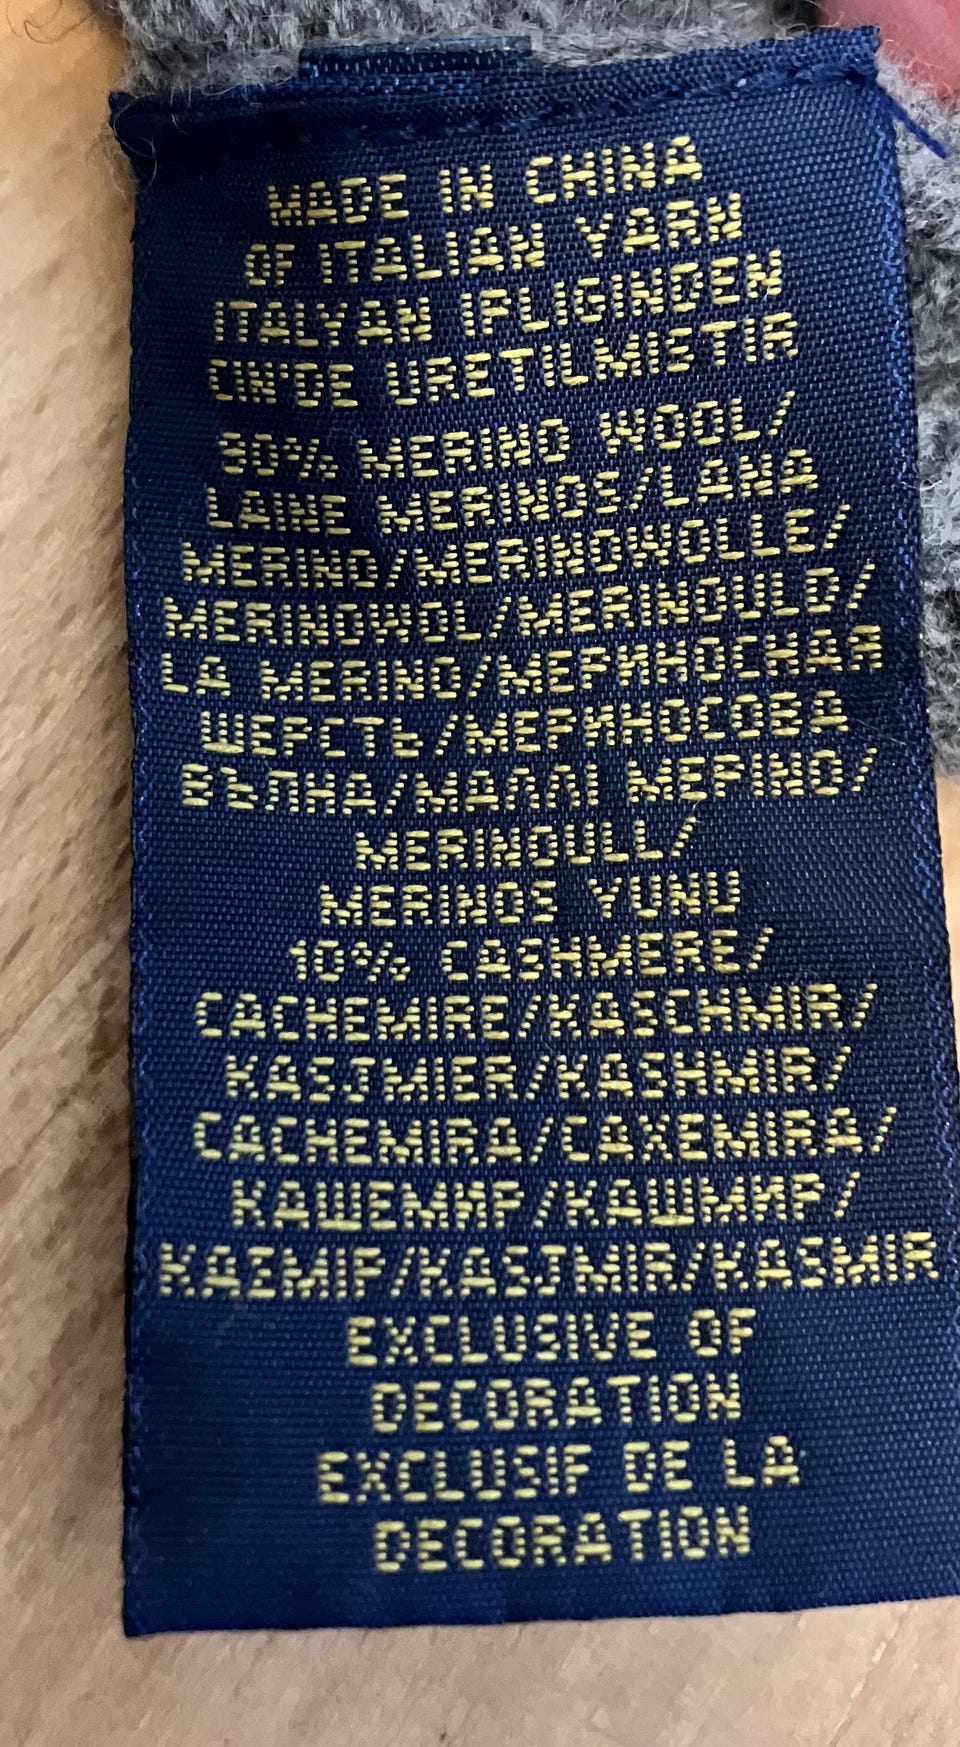 MADE IN CHINA
OF ITALIAN YARN
ITALYAN IPLIGINDEN
CIN'DE URETILMISTIR
90% MERINO WOOL/
LAINE MERINOE/LANA
MERINO/MERINOWOLLE/
MERINOWOL/MERINOULD/
LA MERINO/МЕРИНОСНАЯ
ШЕРСТЬ/МЕРИНОСОВА
ВЪЛНА/ΜΑΛΛΙ ΜΕΡΙΝΟ/
MERINOULL/
MERINOS YUNU
10% CASHMERE/
CACHEMIRE/KASCHMIR/
KASJMIER/KASHMIR/
CACHEMIRA/CAXEMIRA/
КАШЕМИР/КАШМИР/
ΚΑΣΜΙΡ/KASJMIR/KASMIR
EXCLUSIVE OF
DECORATION
EXCLUSIF DE LA
DECORATION